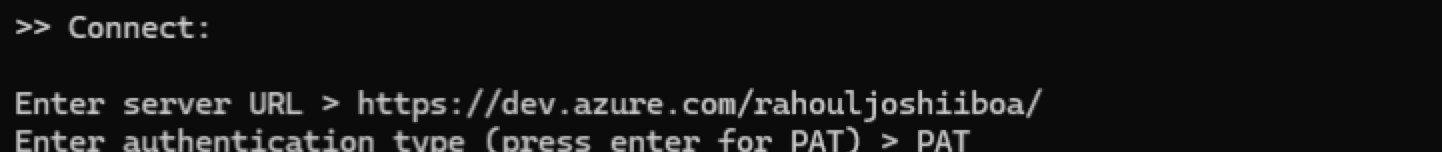 >> Connect:
Enter server URL > https://dev.azure.com/rahouljoshiiboa/
Enter authentication type (press enter for PAT) > PAT